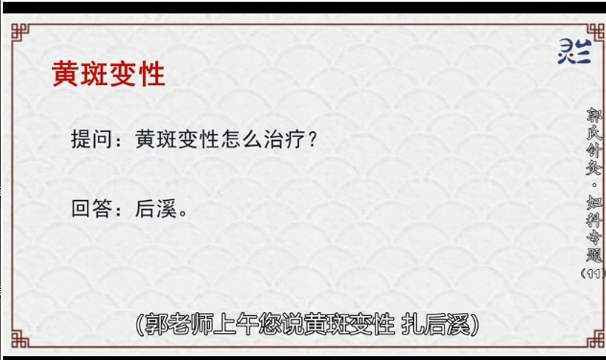 黄斑变性
灵兰
提问：黄斑变性怎么治疗？
回答：后溪。
郭氏针灸·妇科专题(11)
(郭老师上午您说黄斑变性 扎后溪)